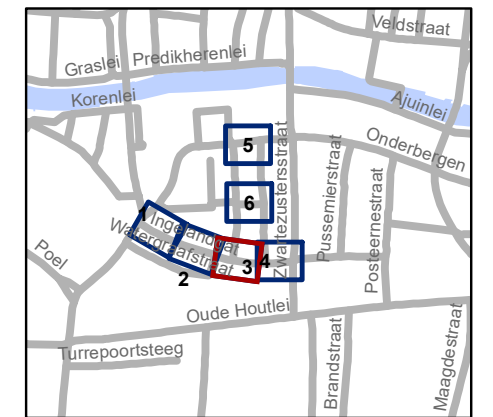 Veldstraat
Graslei
Predikherenlei
Korenlei
Ajuinlei
5
Onderbergen
Zwartezustersstraat
Pussemierstraat
Posteernestraat
6
1
Ingelandgat
Watergraafstraat
Poel
2
3
4
Oude Houtlei
Turrepoortsteeg
Brandstraat
Maagdestraat